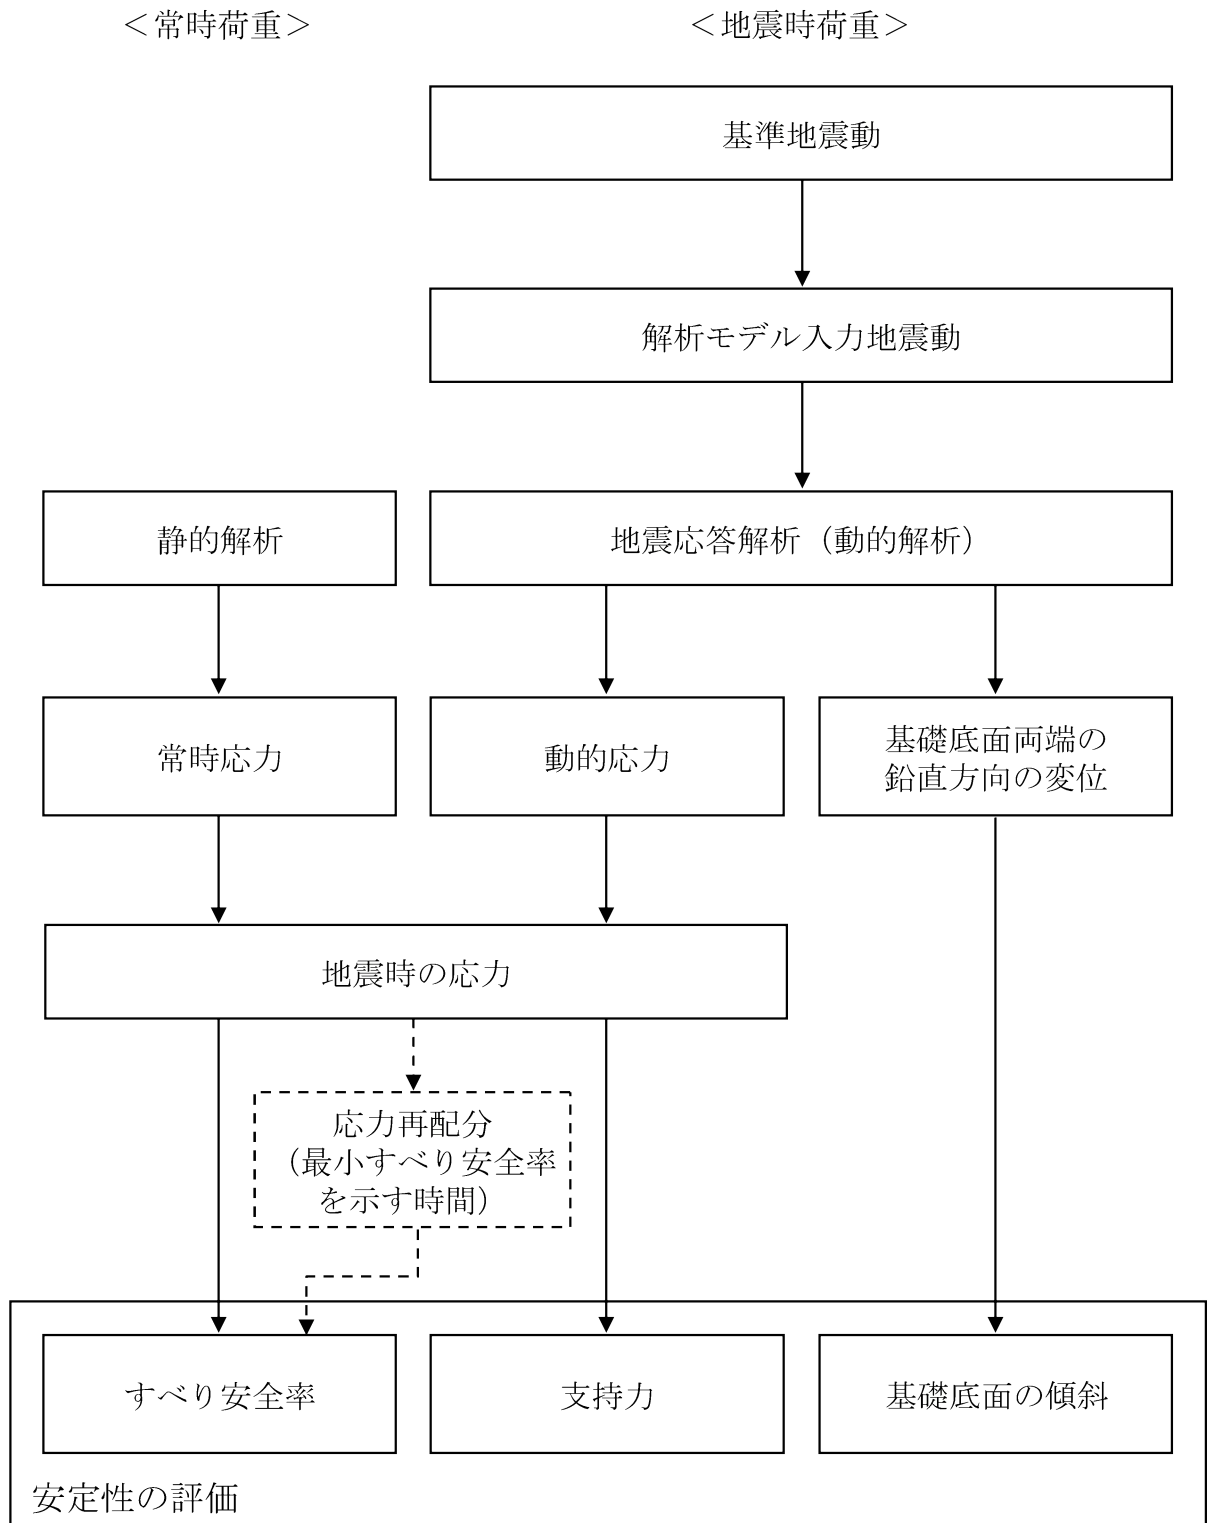 ＜常時荷重＞
＜地震時荷重＞
基準地震動
解析モデル入力地震動
静的解析
地震応答解析（動的解析）
常時応力
動的応力
基礎底面両端の
鉛直方向の変位
地震時の応力
応力再配分
（最小すべり安全率
を示す時間）
すべり安全率
支持力
基礎底面の傾斜
安定性の評価